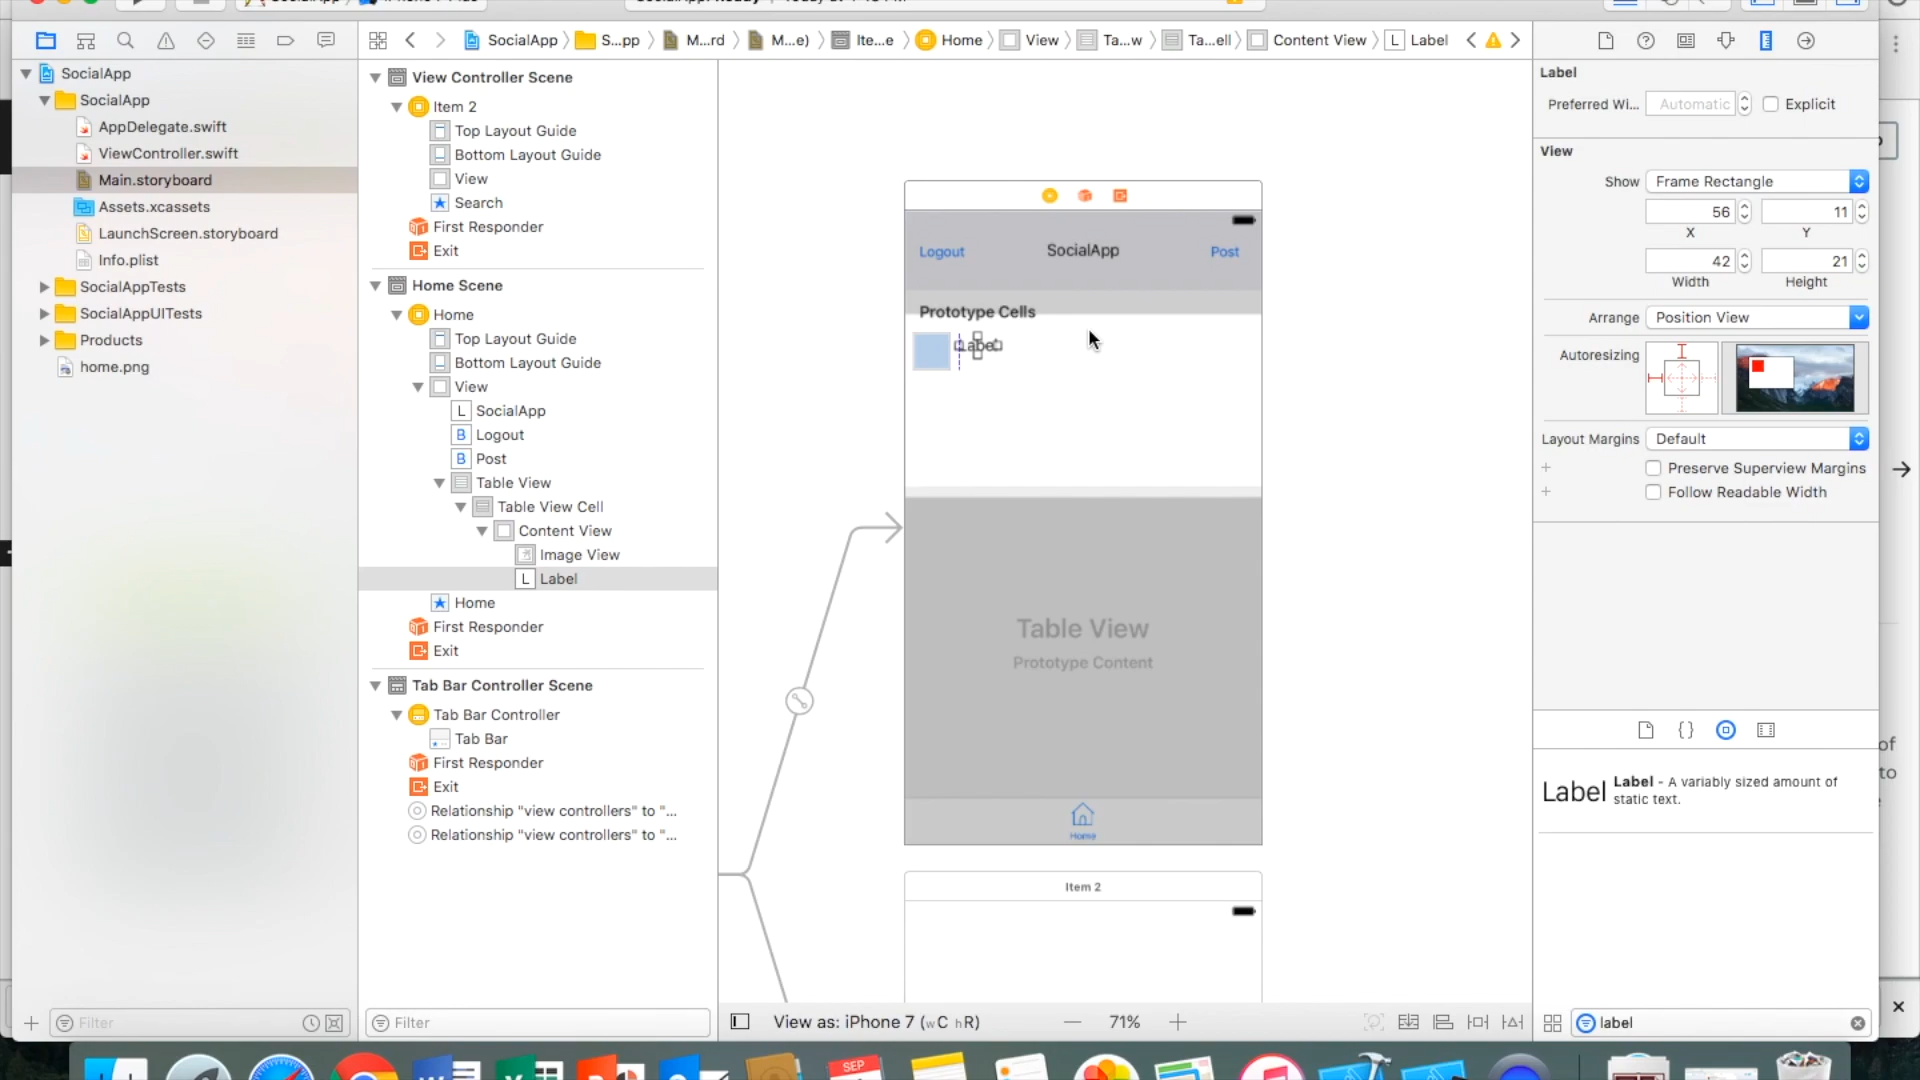 SocialApp
S...pp
M...rd
M...e)
Ite...e
Home
View
Ta...w
Ta...ell
Content View
L
Label
SocialApp
SocialApp
AppDelegate.swift
ViewController.swift
Main.storyboard
Assets.xcassets
LaunchScreen.storyboard
Info.plist
SocialAppTests
SocialAppUITests
Products
home.png
Filter
View Controller Scene
Item 2
Top Layout Guide
Bottom Layout Guide
View
Search
First Responder
Exit
Home Scene
Home
Top Layout Guide
Bottom Layout Guide
View
L SocialApp
B Logout
B Post
Table View
Table View Cell
Content View
Image View
L Label
Home
First Responder
Exit
Tab Bar Controller Scene
Tab Bar Controller
Tab Bar
First Responder
Exit
Relationship "view controllers" to "...
Relationship "view controllers" to "...
Filter
Logout
SocialApp
Post
Prototype Cells
Label
Table View
Prototype Content
Home
Item 2
View as: iPhone 7 (wC hR)
71%
Label
Preferred Wi... Automatic Explicit
View
Show Frame Rectangle
56 11
X Y
42 21
Width Height
Arrange Position View
Autoresizing
Layout Margins Default
Preserve Superview Margins
Follow Readable Width
Label Label - A variably sized amount of
static text.
label
of
to
SEP